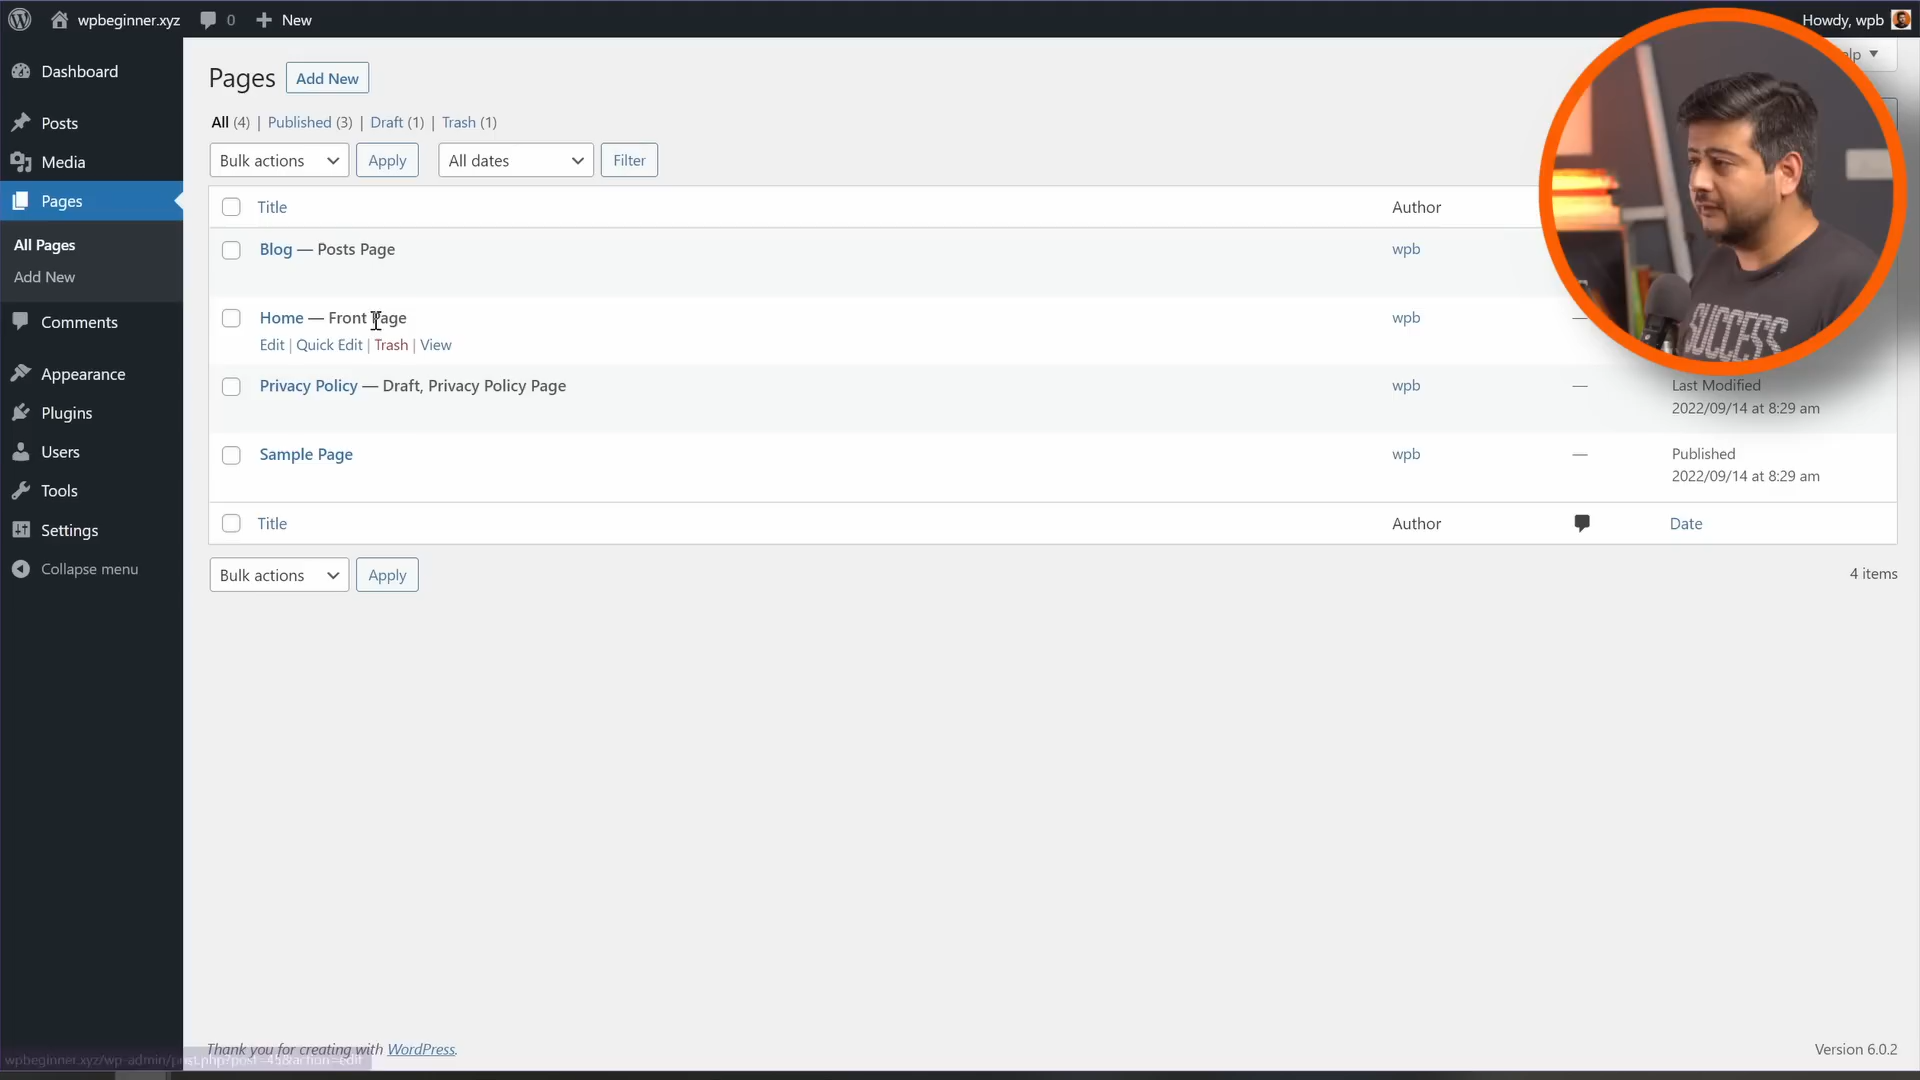 wpbeginner.xyz 0 New Howdy, wpb
Dashboard
Posts
Media
Pages
All Pages
Add New
Comments
Appearance
Plugins
Users
Tools
Settings
Collapse menu
Pages Add New
All (4) | Published (3) | Draft (1) | Trash (1)
Bulk actions Apply All dates Filter
Title Author
Blog — Posts Page wpb
Home — Front Page wpb —
Edit | Quick Edit | Trash | View
Privacy Policy — Draft, Privacy Policy Page wpb — Last Modified
2022/09/14 at 8:29 am
Sample Page wpb — Published
2022/09/14 at 8:29 am
Title Author Date
Bulk actions Apply 4 items
SUCCESS
Thank you for creating with WordPress. Version 6.0.2